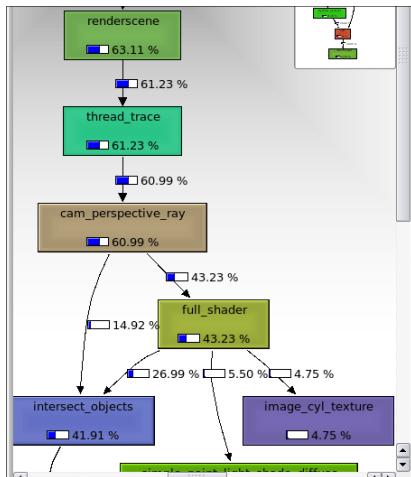 renderscene
63.11 %
61.23 %
thread_trace
61.23 %
60.99 %
cam_perspective_ray
60.99 %
43.23 %
full_shader
14.92 %
43.23 %
26.99 % 5.50 % 4.75 %
intersect_objects image_cyl_texture
41.91 % 4.75 %
simple_point_light_shade_diffuse